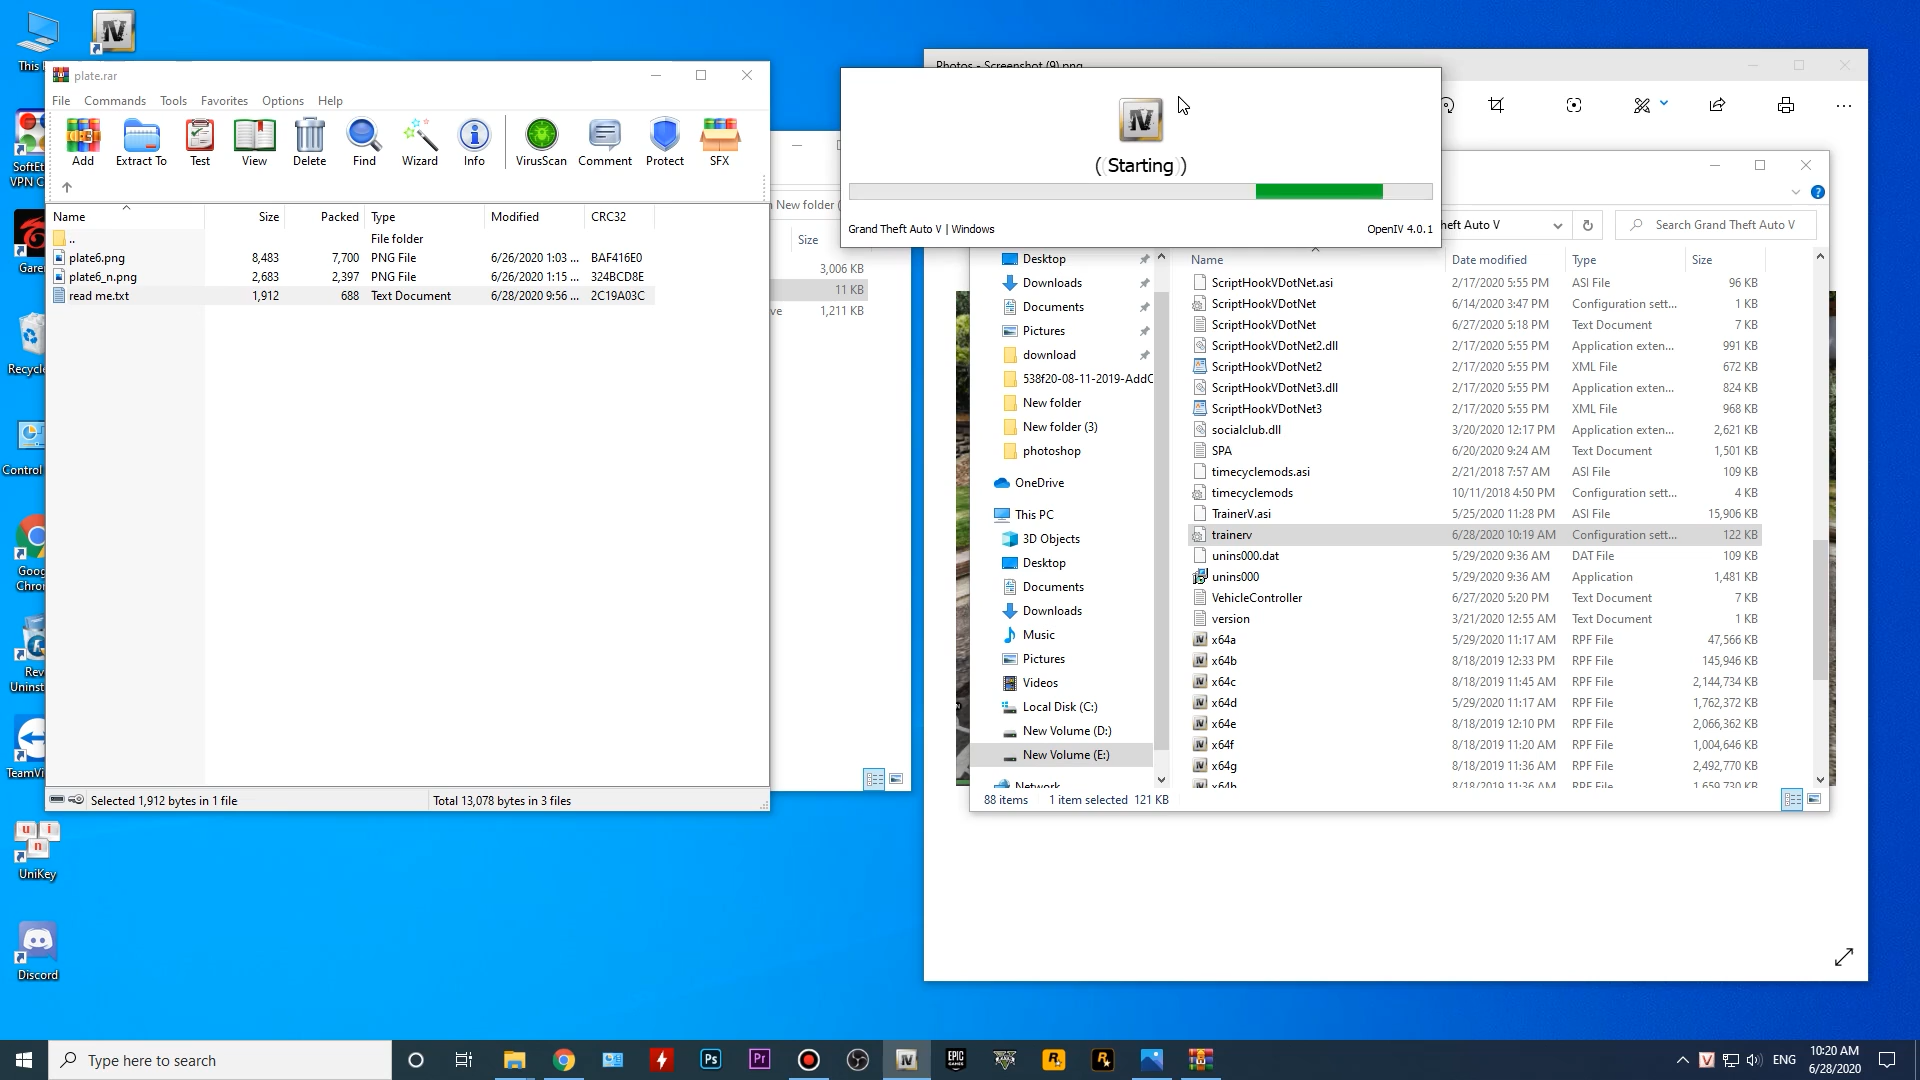 This
SoftEt
VPN C
Garen
Recycle
Control
Goog
Chror
Rev
Uninst
TeamVi
UniKey
Discord
plate.rar
File Commands Tools Favorites Options Help
Add Extract To Test View Delete Find Wizard Info VirusScan Comment Protect SFX
Name Size Packed Type Modified CRC32
.. File folder
plate6.png 8,483 7,700 PNG File 6/26/2020 1:03 ... BAF416E0
plate6_n.png 2,683 2,397 PNG File 6/26/2020 1:15 ... 324BCD8E
read me.txt 1,912 688 Text Document 6/28/2020 9:56 ... 2C19A03C
Selected 1,912 bytes in 1 file Total 13,078 bytes in 3 files
New folder (
Size
3,006 KB
11 KB
ve 1,211 KB
Photos - Screenshot (9).png
((Starting))
Grand Theft Auto V | Windows OpenIV 4.0.1
heft Auto V Search Grand Theft Auto V
Desktop
Downloads
Documents
Pictures
download
538f20-08-11-2019-AddC
New folder
New folder (3)
photoshop
OneDrive
This PC
3D Objects
Desktop
Documents
Downloads
Music
Pictures
Videos
Local Disk (C:)
New Volume (D:)
New Volume (E:)
Network
Name Date modified Type Size
ScriptHookVDotNet.asi 2/17/2020 5:55 PM ASI File 96 KB
ScriptHookVDotNet 6/14/2020 3:47 PM Configuration sett... 1 KB
ScriptHookVDotNet 6/27/2020 5:18 PM Text Document 7 KB
ScriptHookVDotNet2.dll 2/17/2020 5:55 PM Application exten... 991 KB
ScriptHookVDotNet2 2/17/2020 5:55 PM XML File 672 KB
ScriptHookVDotNet3.dll 2/17/2020 5:55 PM Application exten... 824 KB
ScriptHookVDotNet3 2/17/2020 5:55 PM XML File 968 KB
socialclub.dll 3/20/2020 12:17 PM Application exten... 2,621 KB
SPA 6/20/2020 9:24 AM Text Document 1,501 KB
timecyclemods.asi 2/21/2018 7:57 AM ASI File 109 KB
timecyclemods 10/11/2018 4:50 PM Configuration sett... 4 KB
TrainerV.asi 5/25/2020 11:28 PM ASI File 15,906 KB
trainerv 6/28/2020 10:19 AM Configuration sett... 122 KB
unins000.dat 5/29/2020 9:36 AM DAT File 109 KB
unins000 5/29/2020 9:36 AM Application 1,481 KB
VehicleController 6/27/2020 5:20 PM Text Document 7 KB
version 3/21/2020 12:55 AM Text Document 1 KB
x64a 5/29/2020 11:17 AM RPF File 47,566 KB
x64b 8/18/2019 12:33 PM RPF File 145,946 KB
x64c 8/18/2019 11:45 AM RPF File 2,144,734 KB
x64d 5/29/2020 11:17 AM RPF File 1,762,372 KB
x64e 8/18/2019 12:10 PM RPF File 2,066,362 KB
x64f 8/18/2019 11:20 AM RPF File 1,004,646 KB
x64g 8/18/2019 11:36 AM RPF File 2,492,770 KB
x64h 8/18/2019 11:36 AM RPF File 1,659,730 KB
88 items 1 item selected 121 KB
Type here to search
ENG
10:20 AM
6/28/2020